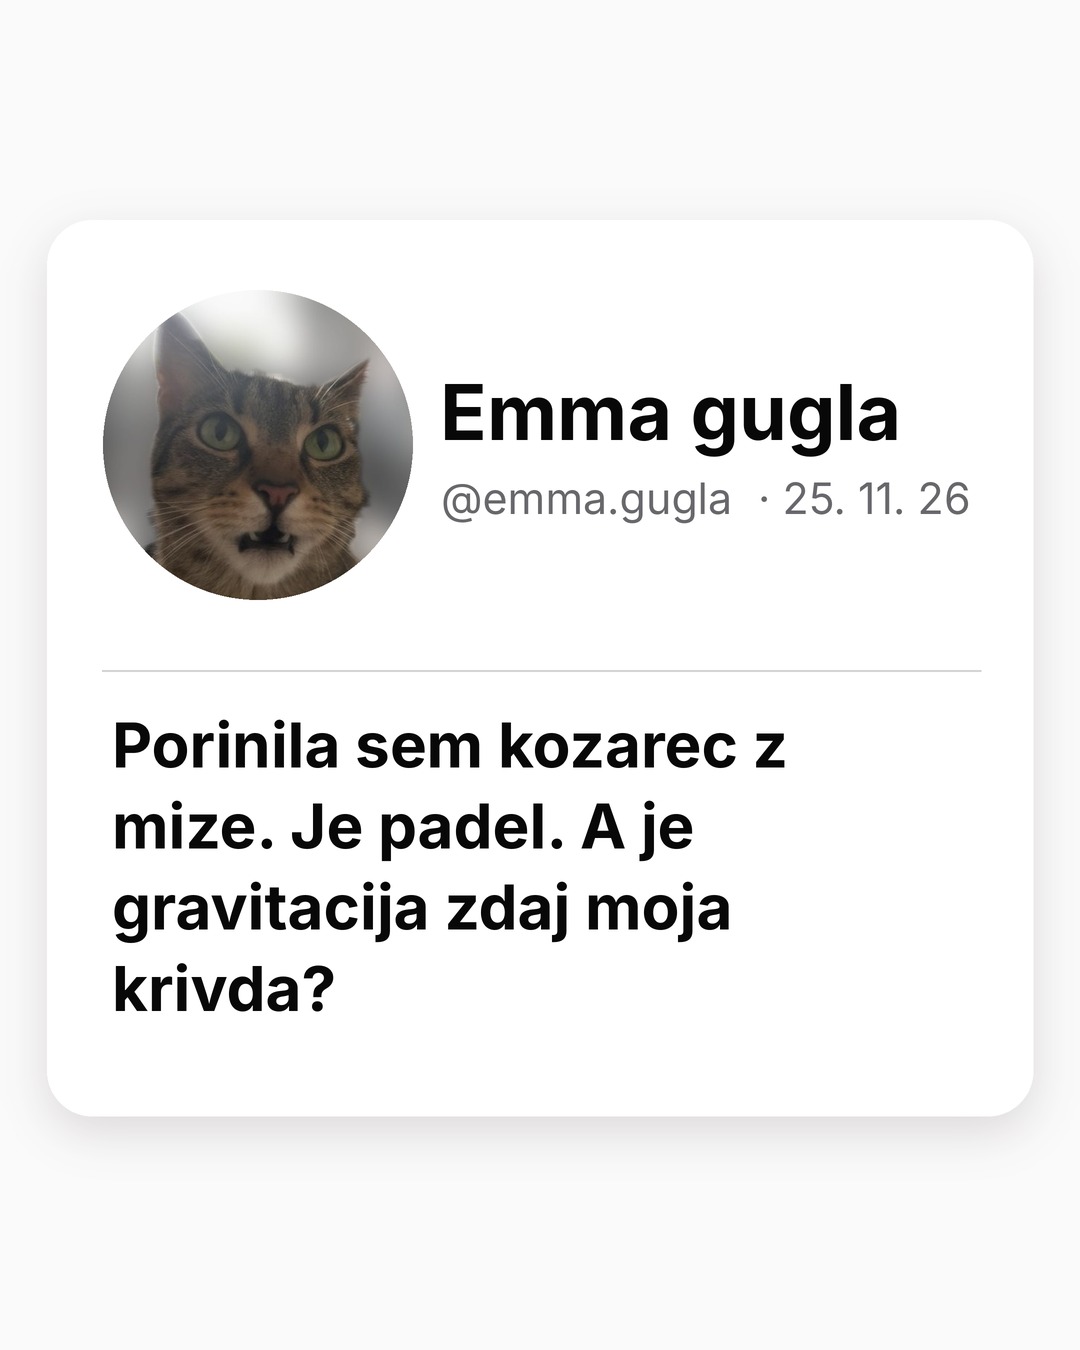 Emma gugla
@emma.gugla · 25. 11. 26
Porinila sem kozarec z
mize. Je padel. A je
gravitacija zdaj moja
krivda?